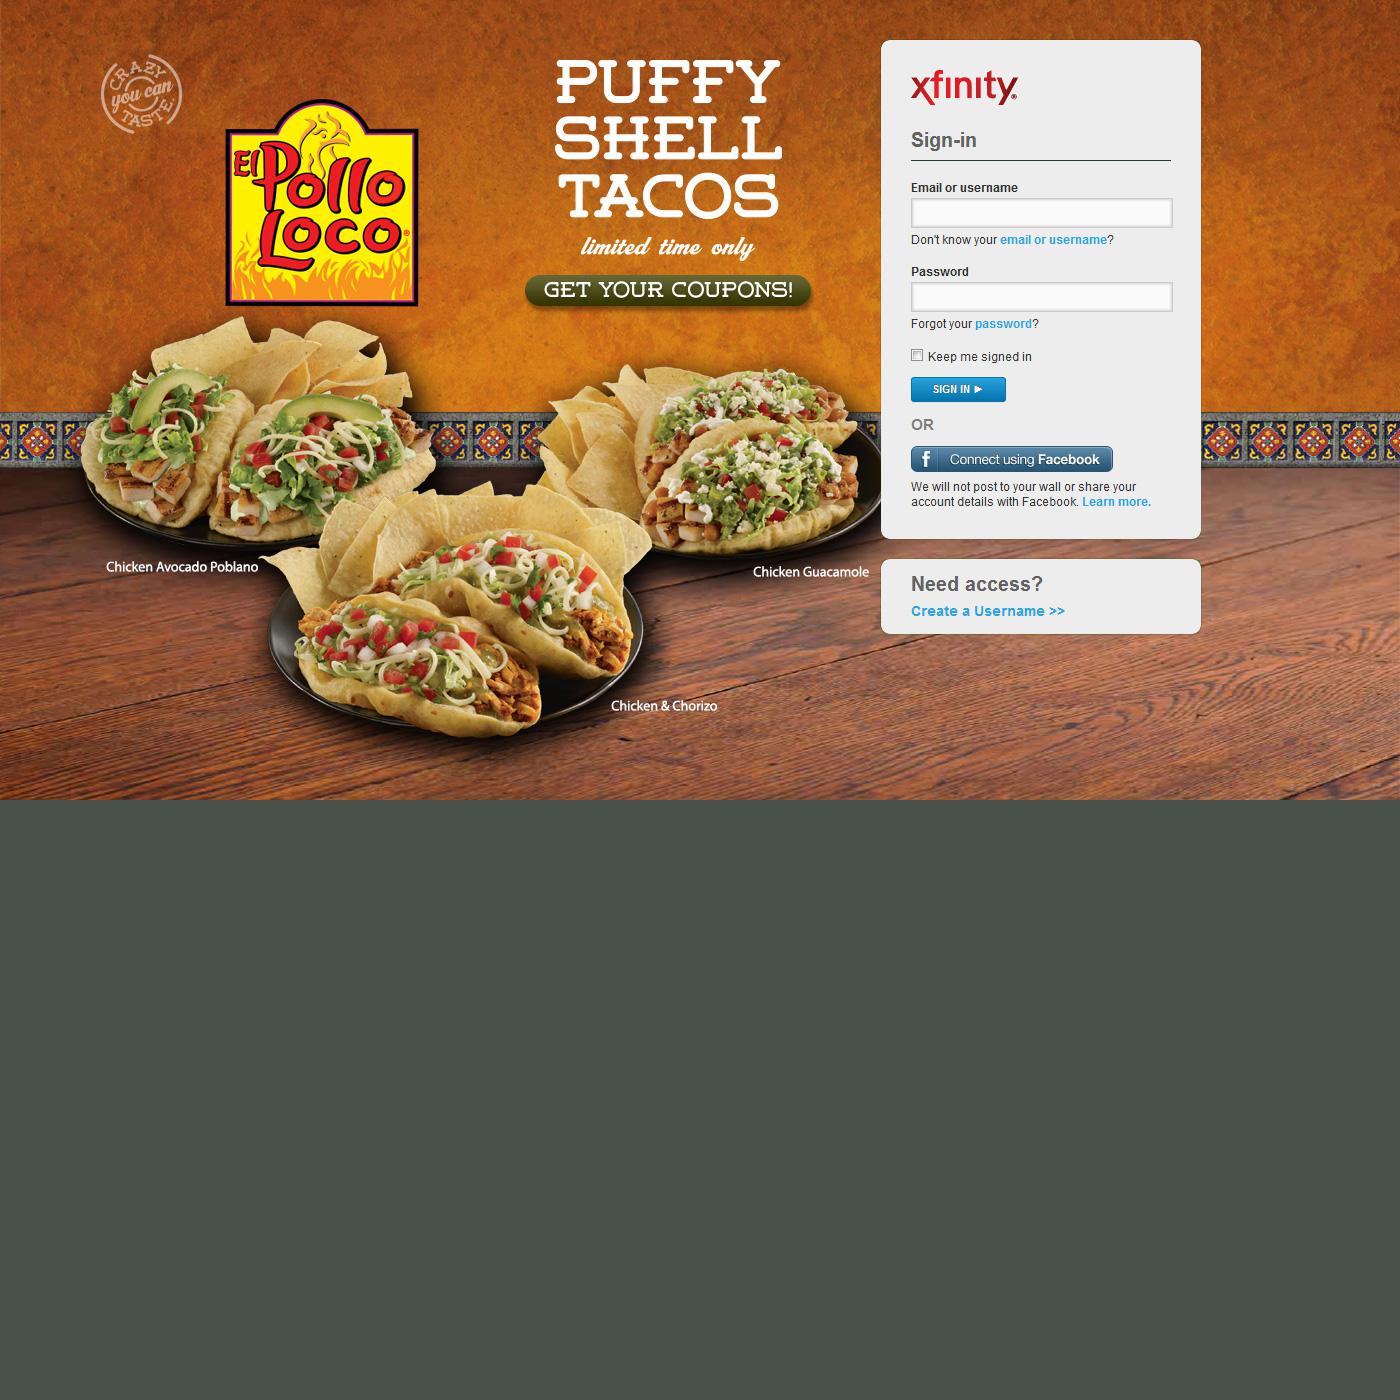 CRAZY
you can
TASTE
El
Pollo
Loco®
PUFFY
SHELL
TACOS
limited time only
GET YOUR COUPONS!
Chicken Avocado Poblano
Chicken Guacamole
Chicken & Chorizo
xfinity®
Sign-in
Email or username
Don't know your email or username?
Password
Forgot your password?
Keep me signed in
SIGN IN ►
OR
f Connect using Facebook
We will not post to your wall or share your
account details with Facebook. Learn more.
Need access?
Create a Username >>